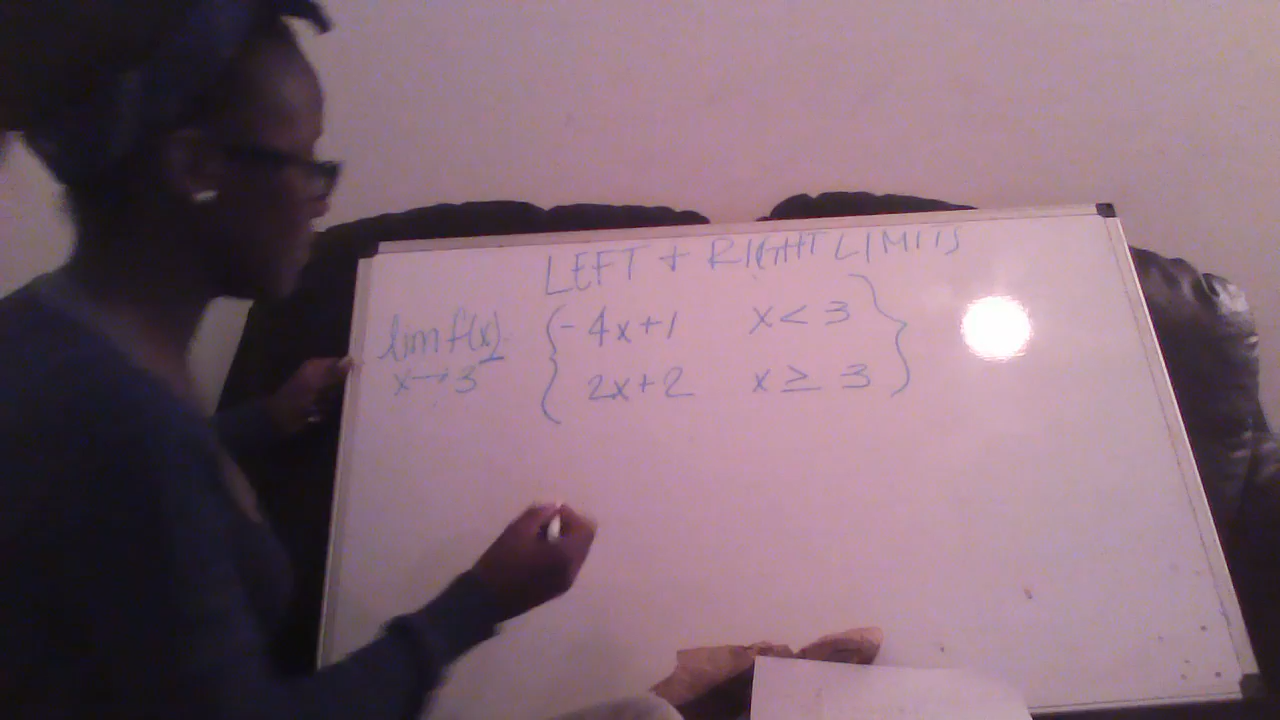 LEFT + RIGHT LIMITS
lim f(x) { -4x+1 x < 3 }
x→3 { 2x+2 x ≥ 3 }